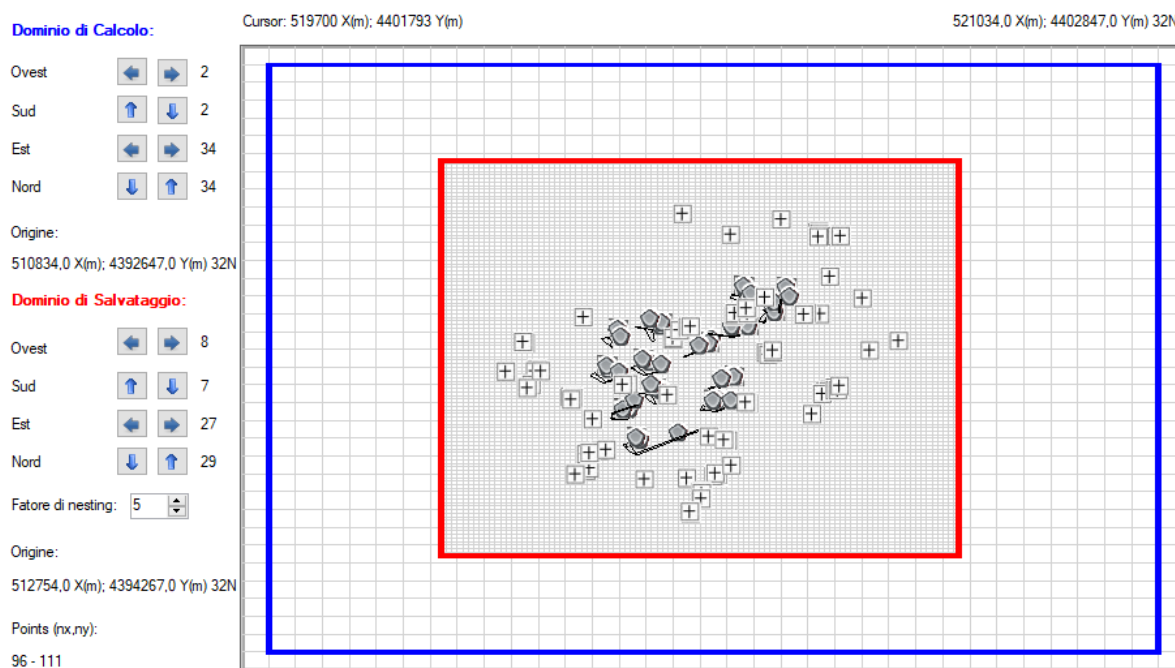 Cursor: 519700 X(m); 4401793 Y(m)
521034,0 X(m); 4402847,0 Y(m) 32N
Dominio di Calcolo:
Ovest 2
Sud 2
Est 34
Nord 34
Origine:
510834,0 X(m); 4392647,0 Y(m) 32N
Dominio di Salvataggio:
Ovest 8
Sud 7
Est 27
Nord 29
Fatore di nesting: 5
Origine:
512754,0 X(m); 4394267,0 Y(m) 32N
Points (nx,ny):
96 - 111